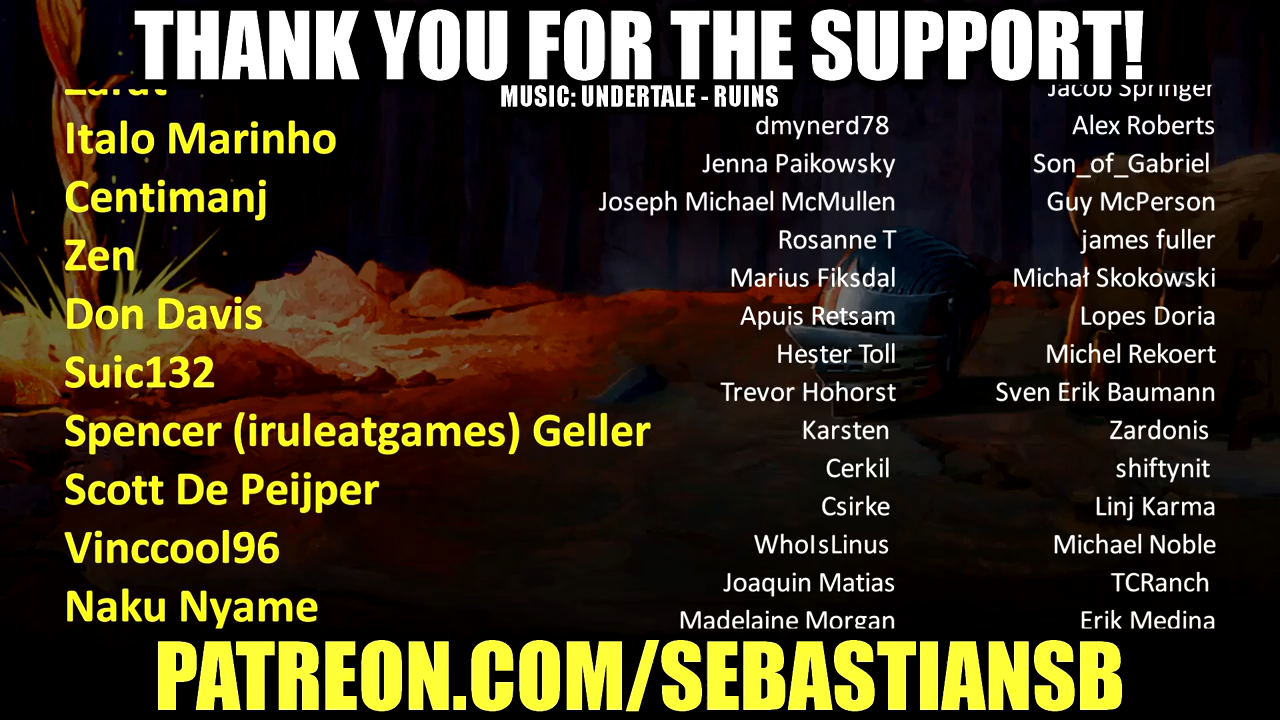 THANK YOU FOR THE SUPPORT!
MUSIC: UNDERTALE - RUINS
Italo Marinho
Centimanj
Zen
Don Davis
Suic132
Spencer (iruleatgames) Geller
Scott De Peijper
Vinccool96
Naku Nyame
dmynerd78
Jenna Paikowsky
Joseph Michael McMullen
Rosanne T
Marius Fiksdal
Apuis Retsam
Hester Toll
Trevor Hohorst
Karsten
Cerkil
Csirke
WhoIsLinus
Joaquin Matias
Madelaine Morgan
Jacob Springer
Alex Roberts
Son_of_Gabriel
Guy McPerson
james fuller
Michał Skokowski
Lopes Doria
Michel Rekoert
Sven Erik Baumann
Zardonis
shiftynit
Linj Karma
Michael Noble
TCRanch
Erik Medina
PATREON.COM/SEBASTIANSB